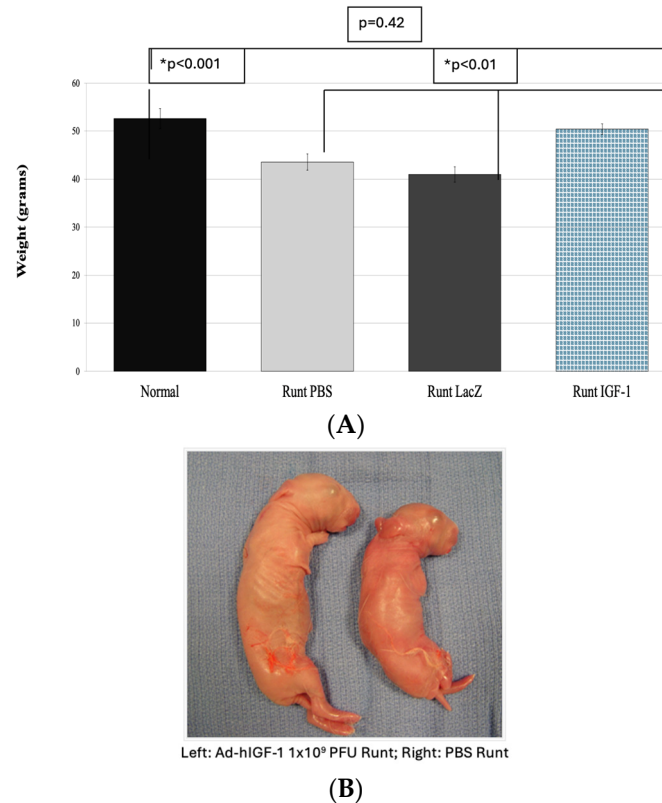 p=0.42
*p<0.001
*p<0.01
60
50
40
30
20
10
0
Weight (grams)
Normal
Runt PBS
Runt LacZ
Runt IGF-1
(A)
Left: Ad-hIGF-1 1x10⁹ PFU Runt; Right: PBS Runt
(B)